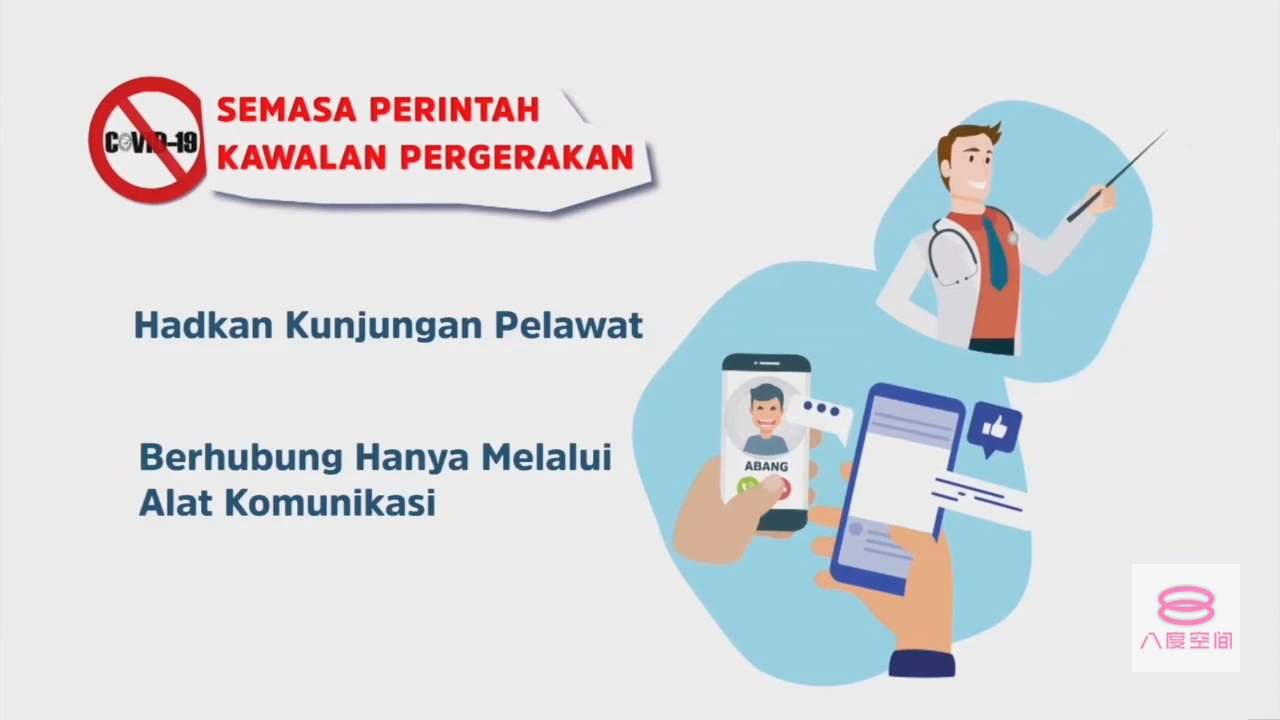 COVID-19
SEMASA PERINTAH
KAWALAN PERGERAKAN
Hadkan Kunjungan Pelawat
Berhubung Hanya Melalui
Alat Komunikasi
ABANG
八度空间